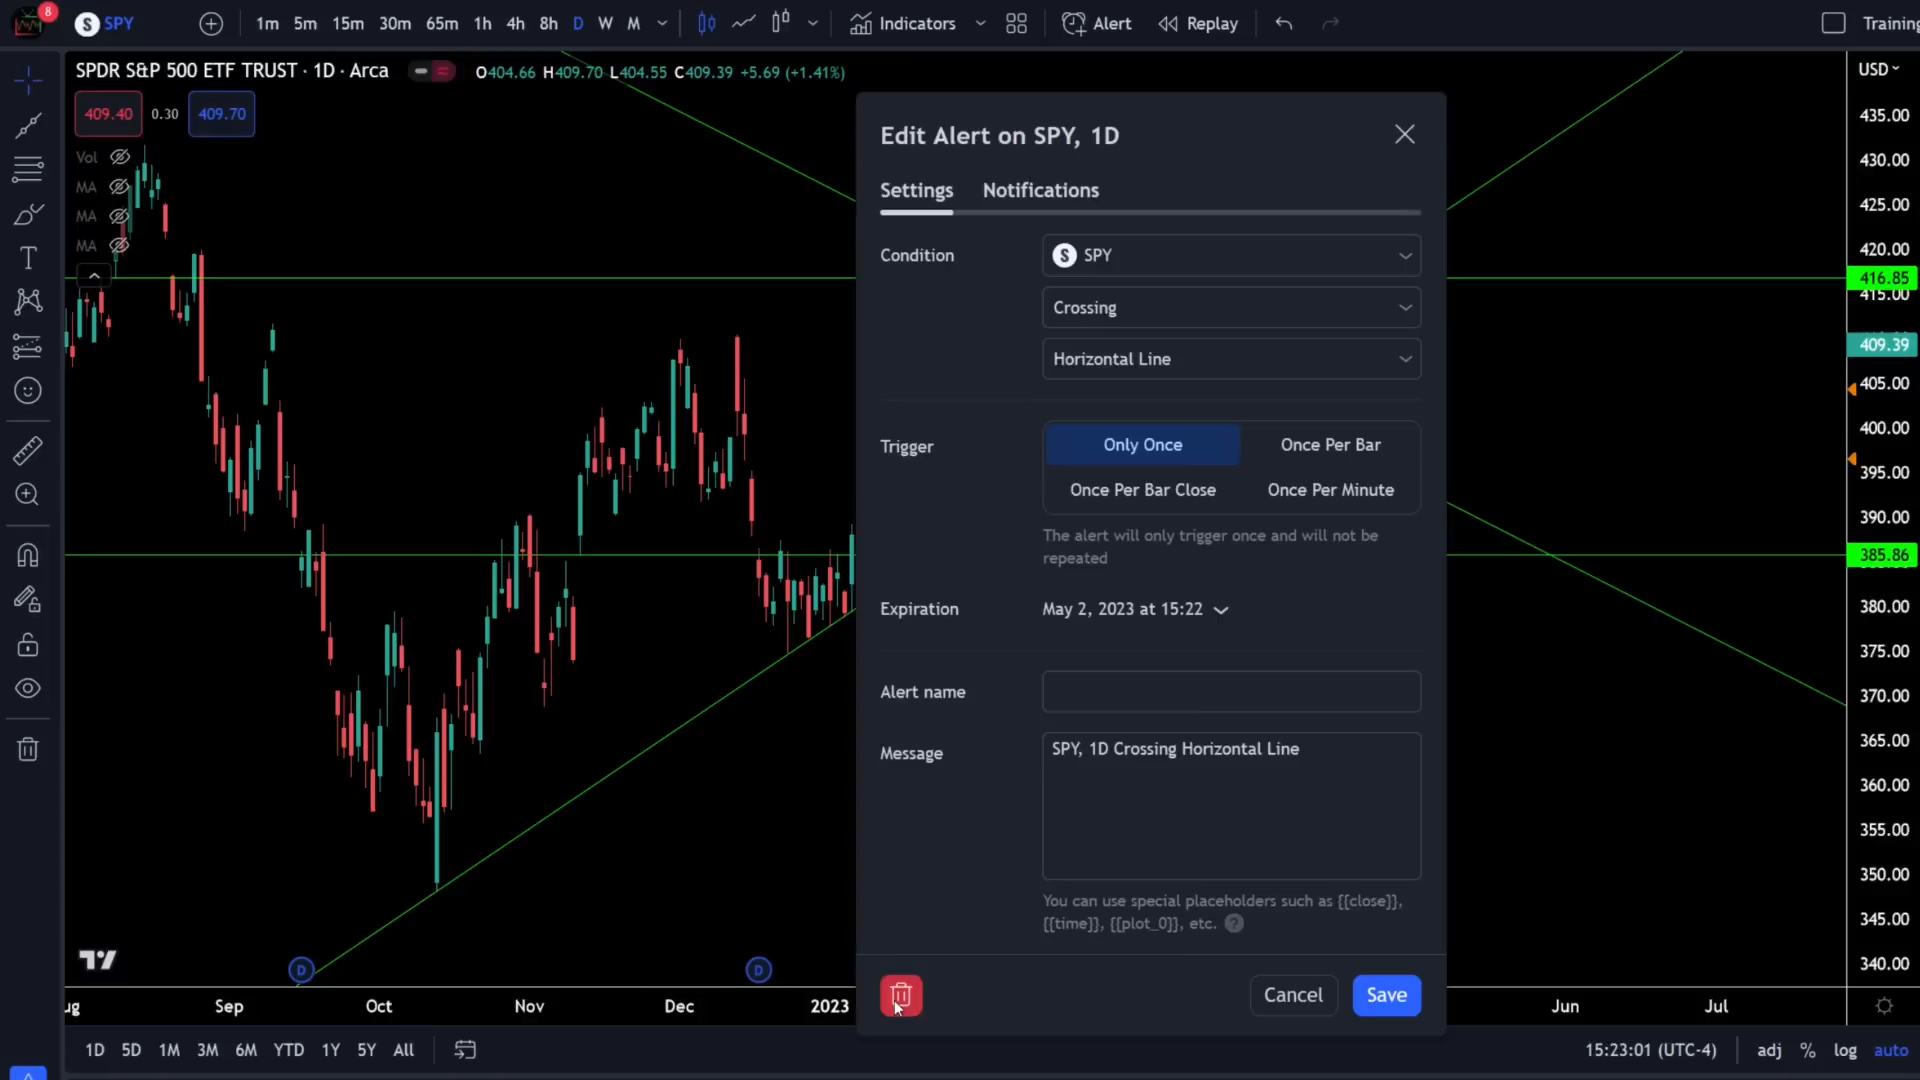 8
S SPY
1m 5m 15m 30m 65m 1h 4h 8h D W M
Indicators
Alert
Replay
Training
SPDR S&P 500 ETF TRUST · 1D · Arca
O404.66 H409.70 L404.55 C409.39 +5.69 (+1.41%)
USD
409.40 0.30 409.70
Vol
MA
MA
MA
Edit Alert on SPY, 1D
Settings Notifications
Condition
S SPY
Crossing
Horizontal Line
Trigger
Only Once Once Per Bar
Once Per Bar Close Once Per Minute
The alert will only trigger once and will not be
repeated
Expiration May 2, 2023 at 15:22
Alert name
Message
SPY, 1D Crossing Horizontal Line
You can use special placeholders such as {{close}},
{{time}}, {{plot_0}}, etc. ?
Cancel Save
435.00
430.00
425.00
420.00
416.85
415.00
409.39
405.00
400.00
395.00
390.00
385.86
380.00
375.00
370.00
365.00
360.00
355.00
350.00
345.00
340.00
D D
ug Sep Oct Nov Dec 2023 Jun Jul
1D 5D 1M 3M 6M YTD 1Y 5Y All
15:23:01 (UTC-4) adj % log auto